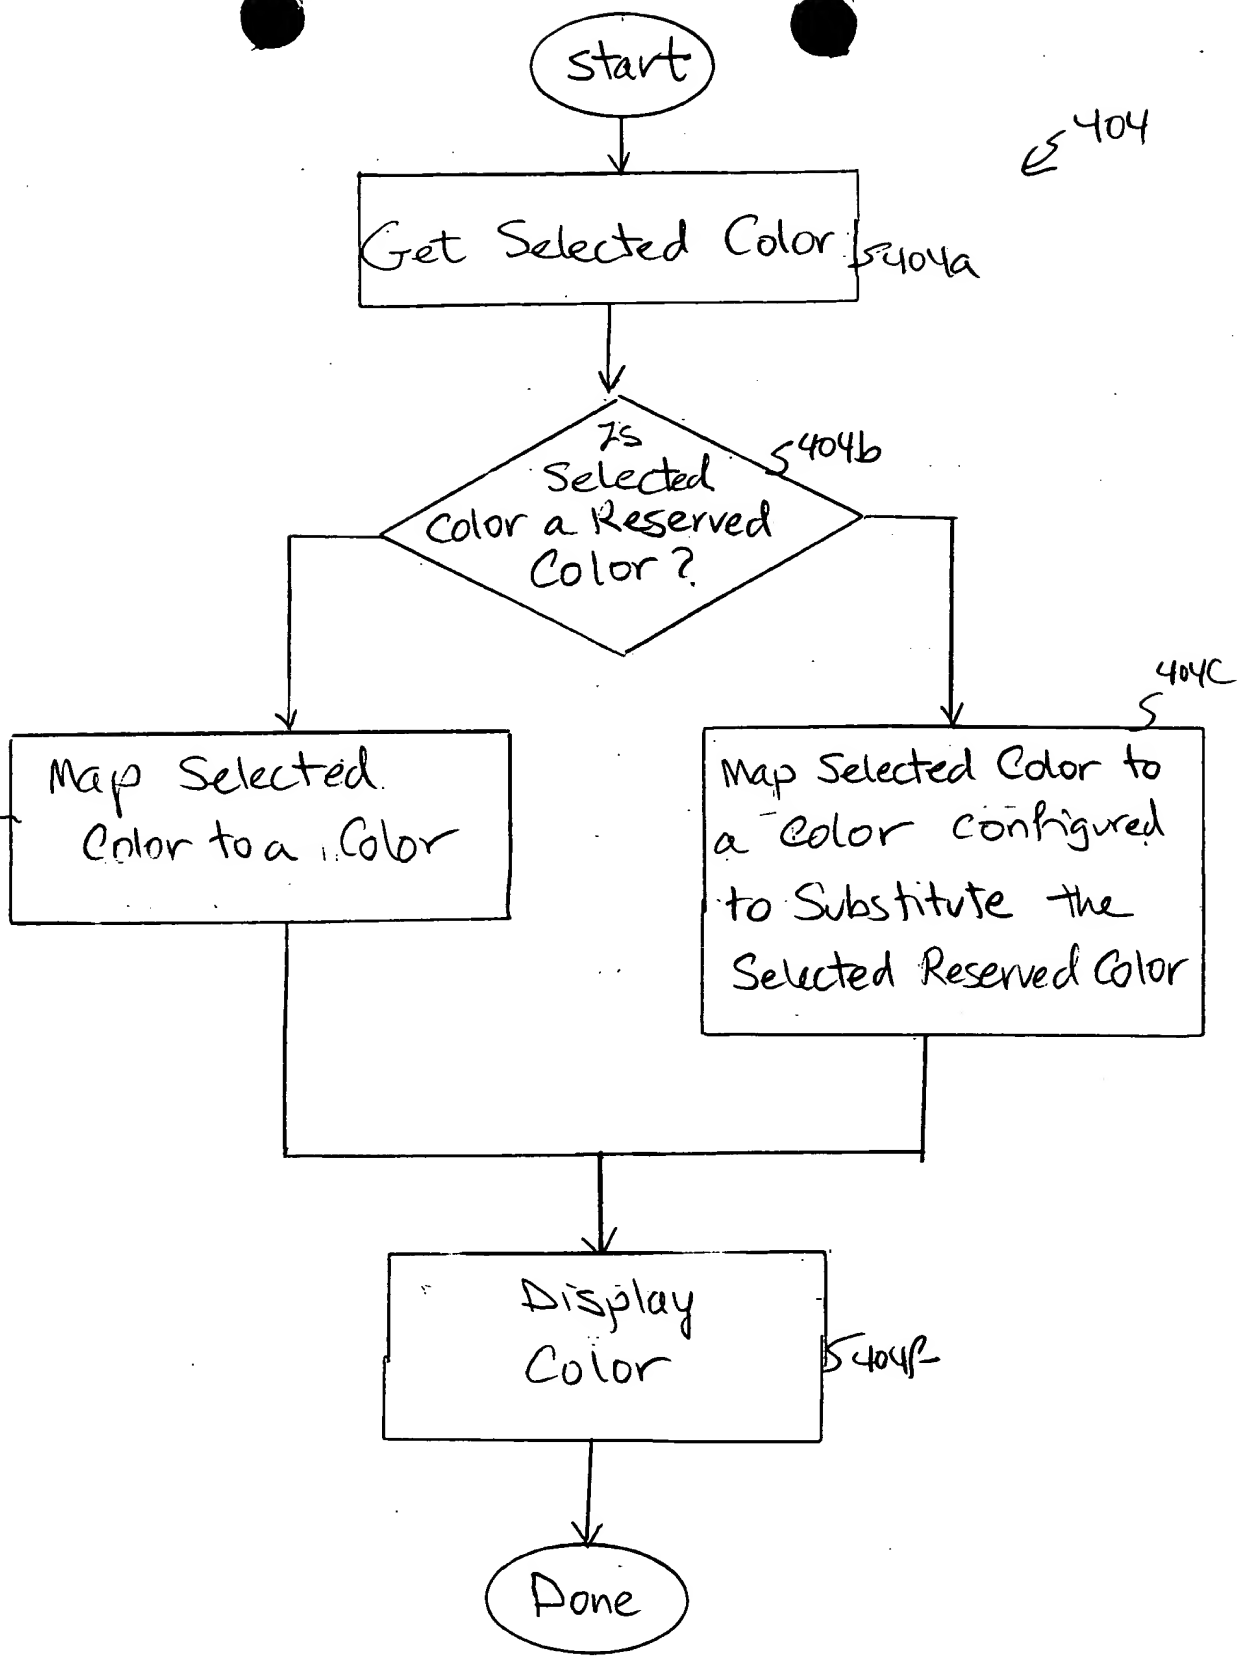 start
404
Get Selected Color
404a
Is
Selected
Color a Reserved
Color?
404b
404c
Map Selected
Color to a Color
Map Selected Color to
a Color configured
to Substitute the
Selected Reserved Color
Display
Color
404f
Done